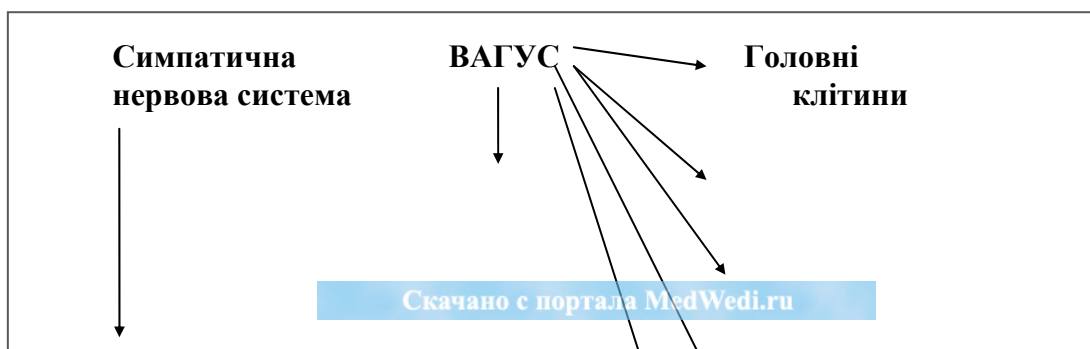 Симпатична
нервова система
ВАГУС
Головні
клітини
Скачано с портала MedWedi.ru